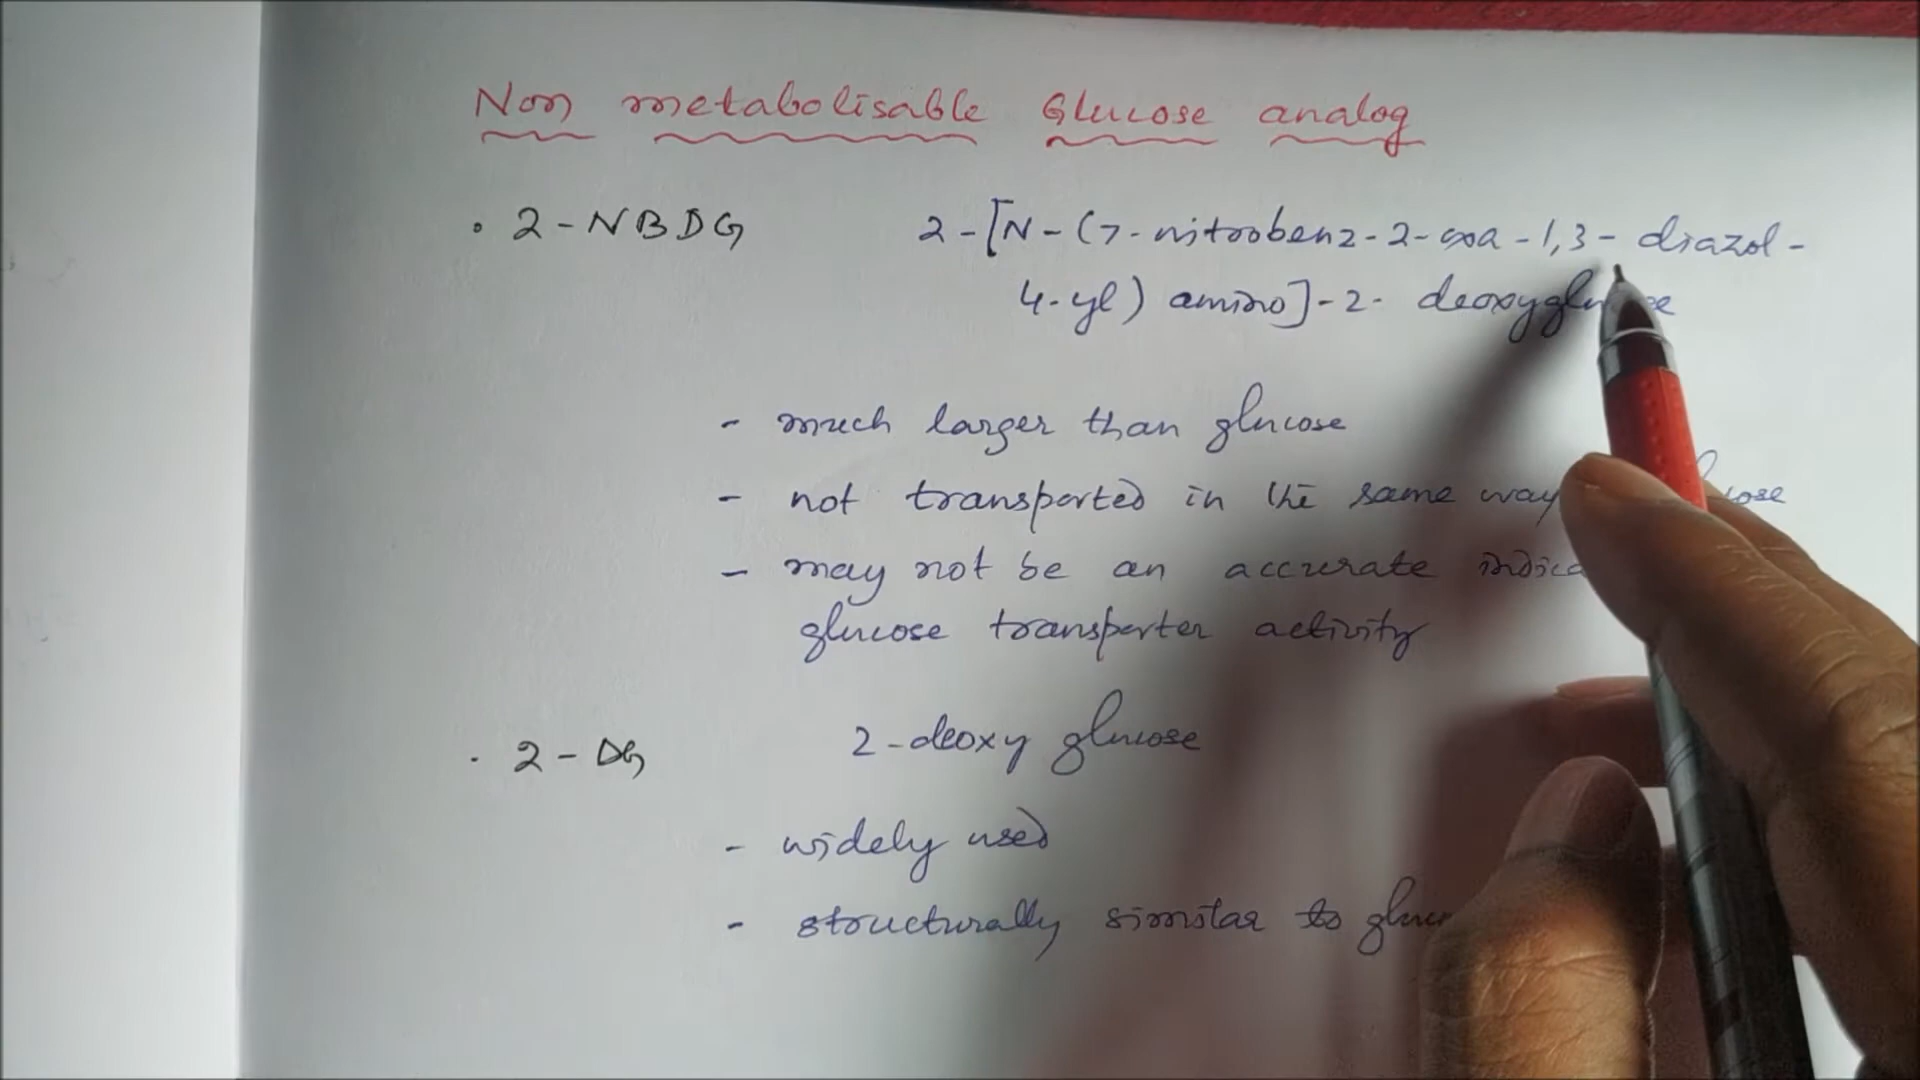 Non metabolisable Glucose analog
. 2-NBDG 2-[N-(7-nitrobenz-2-oxa-1,3-diazol-
4-yl) amino]-2-
- much larger than glucose
- not transported in the same way
- may not be an accurate
glucose transporter activity
. 2-DG 2-deoxy glucose
- widely used
- structurally similar to